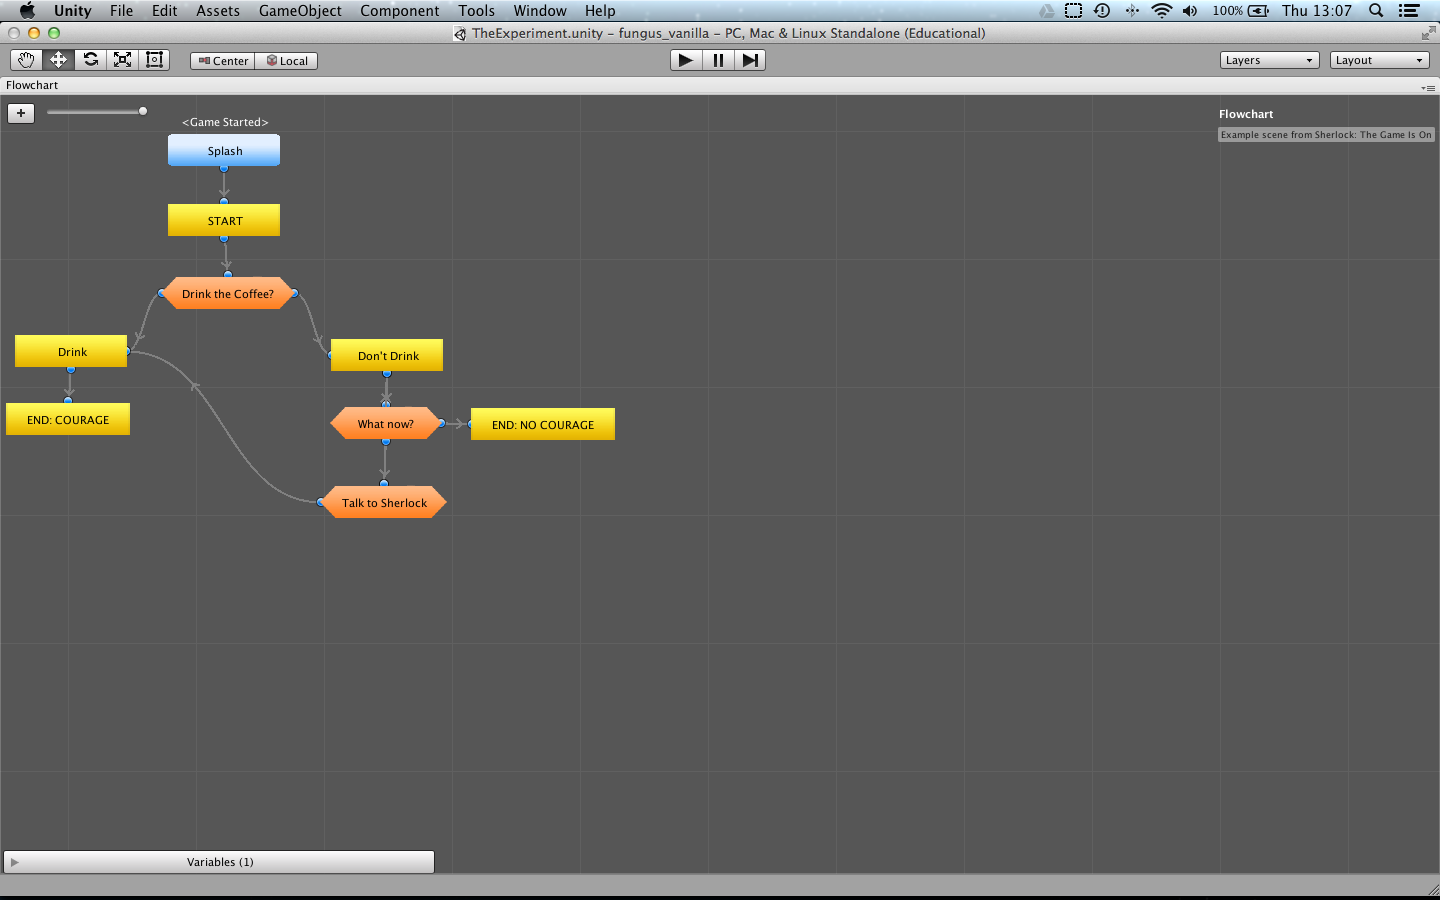 Unity File Edit Assets GameObject Component Tools Window Help 100% Thu 13:07
TheExperiment.unity – fungus_vanilla – PC, Mac & Linux Standalone (Educational)
Center Local Layers Layout
Flowchart
+
Flowchart
Example scene from Sherlock: The Game Is On
<Game Started>
Splash
START
Drink the Coffee?
Drink
Don't Drink
END: COURAGE
What now?
END: NO COURAGE
Talk to Sherlock
Variables (1)